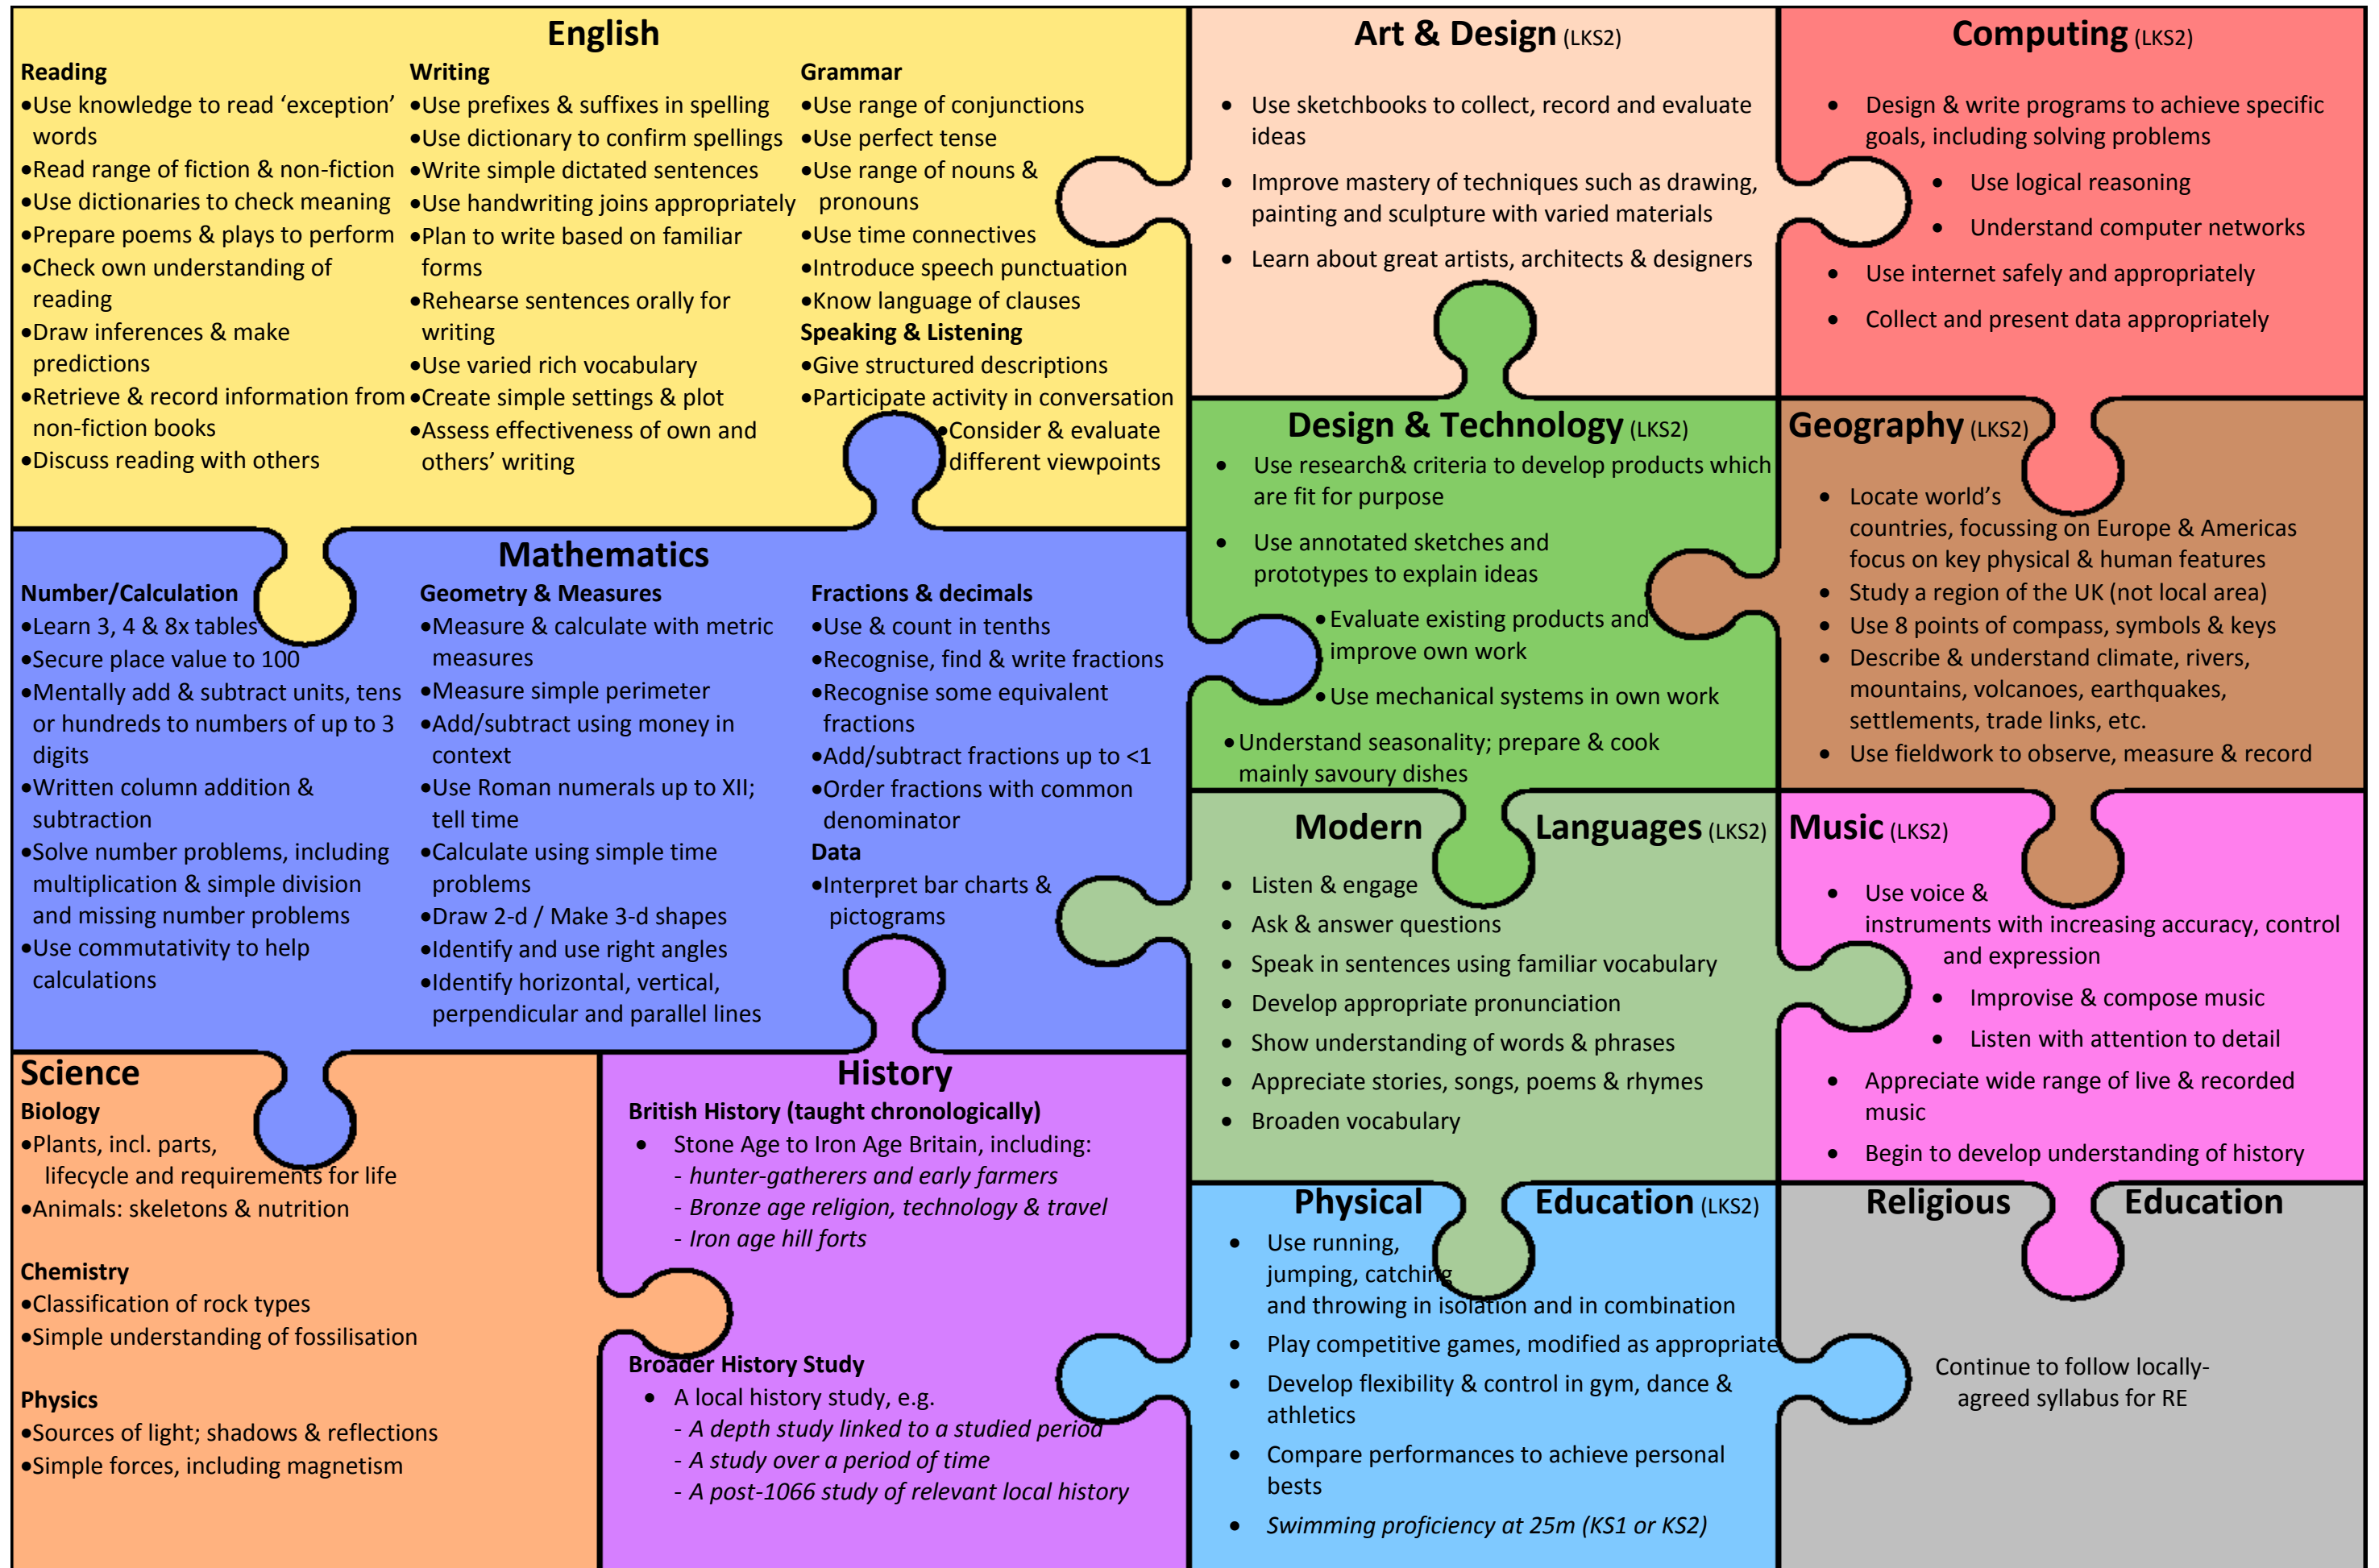 English
Reading
•Use knowledge to read ‘exception’
words
•Read range of fiction & non-fiction
•Use dictionaries to check meaning
•Prepare poems & plays to perform
•Check own understanding of
reading
•Draw inferences & make
predictions
•Retrieve & record information from
non-fiction books
•Discuss reading with others
Writing
•Use prefixes & suffixes in spelling
•Use dictionary to confirm spellings
•Write simple dictated sentences
•Use handwriting joins appropriately
•Plan to write based on familiar
forms
•Rehearse sentences orally for
writing
•Use varied rich vocabulary
•Create simple settings & plot
•Assess effectiveness of own and
others’ writing
Grammar
•Use range of conjunctions
•Use perfect tense
•Use range of nouns &
pronouns
•Use time connectives
•Introduce speech punctuation
•Know language of clauses
Speaking & Listening
•Give structured descriptions
•Participate activity in conversation
•Consider & evaluate
different viewpoints
Art & Design (LKS2)
• Use sketchbooks to collect, record and evaluate
ideas
• Improve mastery of techniques such as drawing,
painting and sculpture with varied materials
• Learn about great artists, architects & designers
Computing (LKS2)
• Design & write programs to achieve specific
goals, including solving problems
• Use logical reasoning
• Understand computer networks
• Use internet safely and appropriately
• Collect and present data appropriately
Mathematics
Number/Calculation
•Learn 3, 4 & 8x tables
•Secure place value to 100
•Mentally add & subtract units, tens
or hundreds to numbers of up to 3
digits
•Written column addition &
subtraction
•Solve number problems, including
multiplication & simple division
and missing number problems
•Use commutativity to help
calculations
Geometry & Measures
•Measure & calculate with metric
measures
•Measure simple perimeter
•Add/subtract using money in
context
•Use Roman numerals up to XII;
tell time
•Calculate using simple time
problems
•Draw 2-d / Make 3-d shapes
•Identify and use right angles
•Identify horizontal, vertical,
perpendicular and parallel lines
Fractions & decimals
•Use & count in tenths
•Recognise, find & write fractions
•Recognise some equivalent
fractions
•Add/subtract fractions up to <1
•Order fractions with common
denominator
Data
•Interpret bar charts &
pictograms
Design & Technology (LKS2)
• Use research& criteria to develop products which
are fit for purpose
• Use annotated sketches and
prototypes to explain ideas
•Evaluate existing products and
improve own work
•Use mechanical systems in own work
•Understand seasonality; prepare & cook
mainly savoury dishes
Geography (LKS2)
• Locate world’s
countries, focussing on Europe & Americas
focus on key physical & human features
• Study a region of the UK (not local area)
• Use 8 points of compass, symbols & keys
• Describe & understand climate, rivers,
mountains, volcanoes, earthquakes,
settlements, trade links, etc.
• Use fieldwork to observe, measure & record
Modern Languages (LKS2)
• Listen & engage
• Ask & answer questions
• Speak in sentences using familiar vocabulary
• Develop appropriate pronunciation
• Show understanding of words & phrases
• Appreciate stories, songs, poems & rhymes
• Broaden vocabulary
Music (LKS2)
• Use voice &
instruments with increasing accuracy, control
and expression
• Improvise & compose music
• Listen with attention to detail
• Appreciate wide range of live & recorded
music
• Begin to develop understanding of history
Science
Biology
•Plants, incl. parts,
lifecycle and requirements for life
•Animals: skeletons & nutrition
Chemistry
•Classification of rock types
•Simple understanding of fossilisation
Physics
•Sources of light; shadows & reflections
•Simple forces, including magnetism
History
British History (taught chronologically)
• Stone Age to Iron Age Britain, including:
- hunter-gatherers and early farmers
- Bronze age religion, technology & travel
- Iron age hill forts
Broader History Study
• A local history study, e.g.
- A depth study linked to a studied period
- A study over a period of time
- A post-1066 study of relevant local history
Physical Education (LKS2)
• Use running,
jumping, catching
and throwing in isolation and in combination
• Play competitive games, modified as appropriate
• Develop flexibility & control in gym, dance &
athletics
• Compare performances to achieve personal
bests
• Swimming proficiency at 25m (KS1 or KS2)
Religious Education
Continue to follow locally-
agreed syllabus for RE